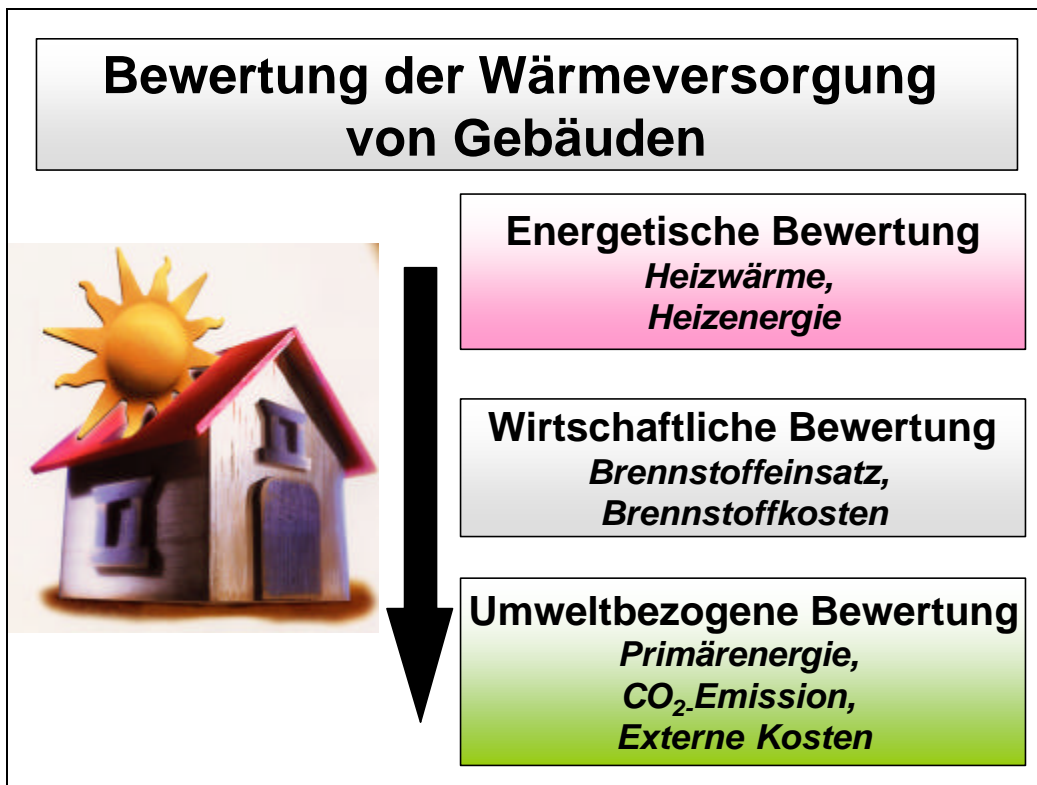 Bewertung der Wärmeversorgung
von Gebäuden
Energetische Bewertung
Heizwärme,
Heizenergie
Wirtschaftliche Bewertung
Brennstoffeinsatz,
Brennstoffkosten
Umweltbezogene Bewertung
Primärenergie,
CO₂-Emission,
Externe Kosten